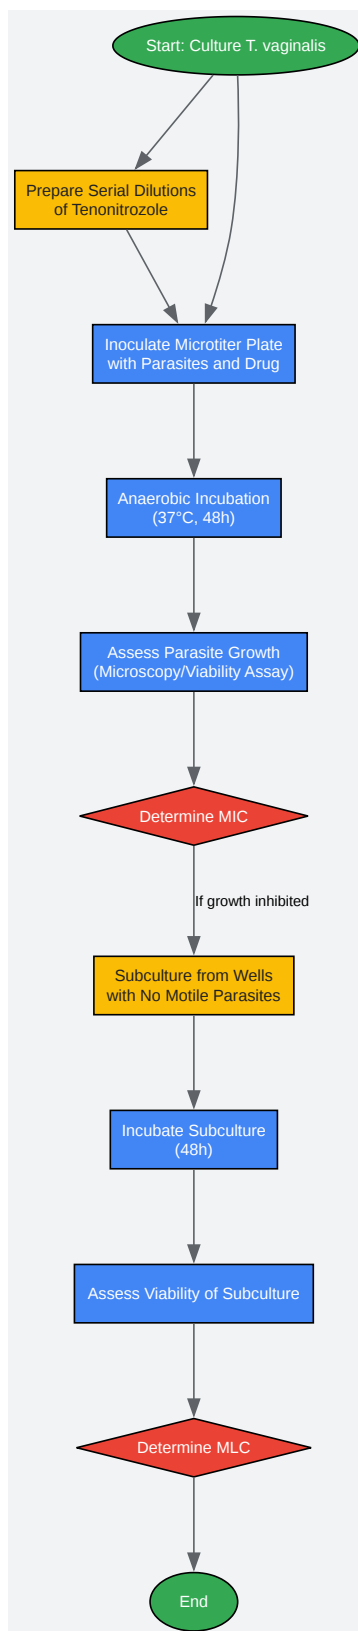 Start: Culture T. vaginalis
Prepare Serial Dilutions
of Tenonitrozole
Inoculate Microtiter Plate
with Parasites and Drug
Anaerobic Incubation
(37°C, 48h)
Assess Parasite Growth
(Microscopy/Viability Assay)
Determine MIC
If growth inhibited
Subculture from Wells
with No Motile Parasites
Incubate Subculture
(48h)
Assess Viability of Subculture
Determine MLC
End